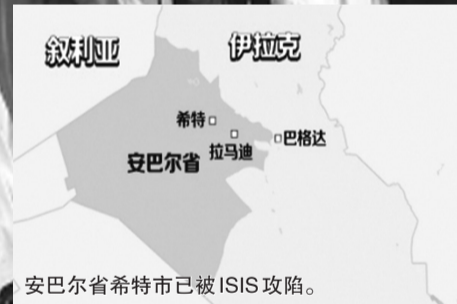 叙利亚
伊拉克
希特
拉马迪
巴格达
安巴尔省
安巴尔省希特市已被ISIS攻陷。